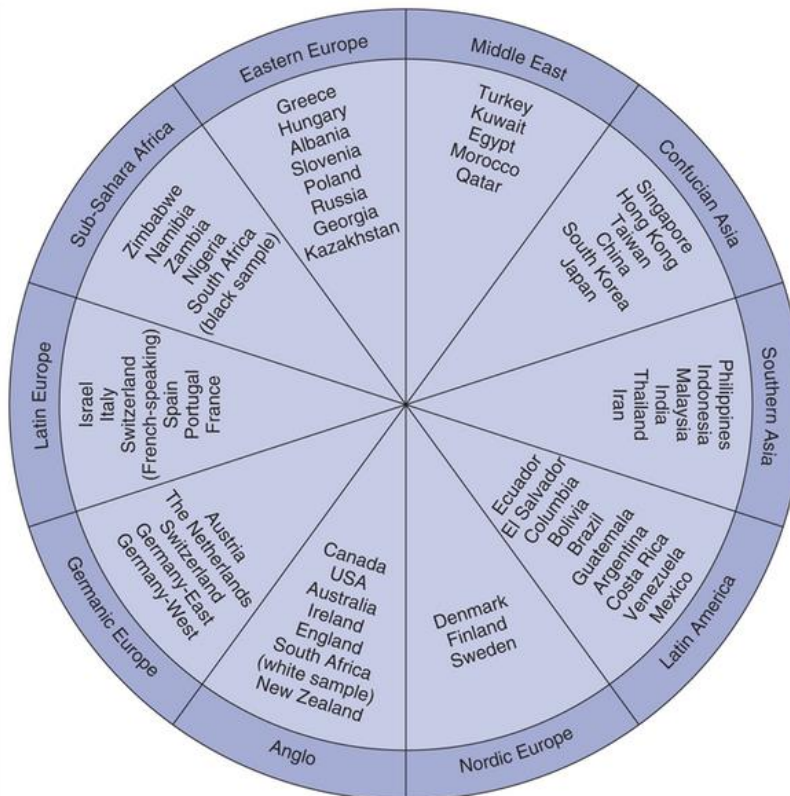 Eastern Europe
Greece
Hungary
Albania
Slovenia
Poland
Russia
Georgia
Kazakhstan
Middle East
Turkey
Kuwait
Egypt
Morocco
Qatar
Confucian Asia
Singapore
Hong Kong
Taiwan
China
South Korea
Japan
Southern Asia
Philippines
Indonesia
Malaysia
India
Thailand
Iran
Latin America
Ecuador
El Salvador
Columbia
Bolivia
Brazil
Guatemala
Argentina
Costa Rica
Venezuela
Mexico
Nordic Europe
Denmark
Finland
Sweden
Anglo
Canada
USA
Australia
Ireland
England
South Africa
(white sample)
New Zealand
Germanic Europe
Austria
The Netherlands
Switzerland
Germany-East
Germany-West
Latin Europe
Israel
Italy
Switzerland
(French-speaking)
Spain
Portugal
France
Sub-Sahara Africa
Zimbabwe
Namibia
Zambia
Nigeria
South Africa
(black sample)